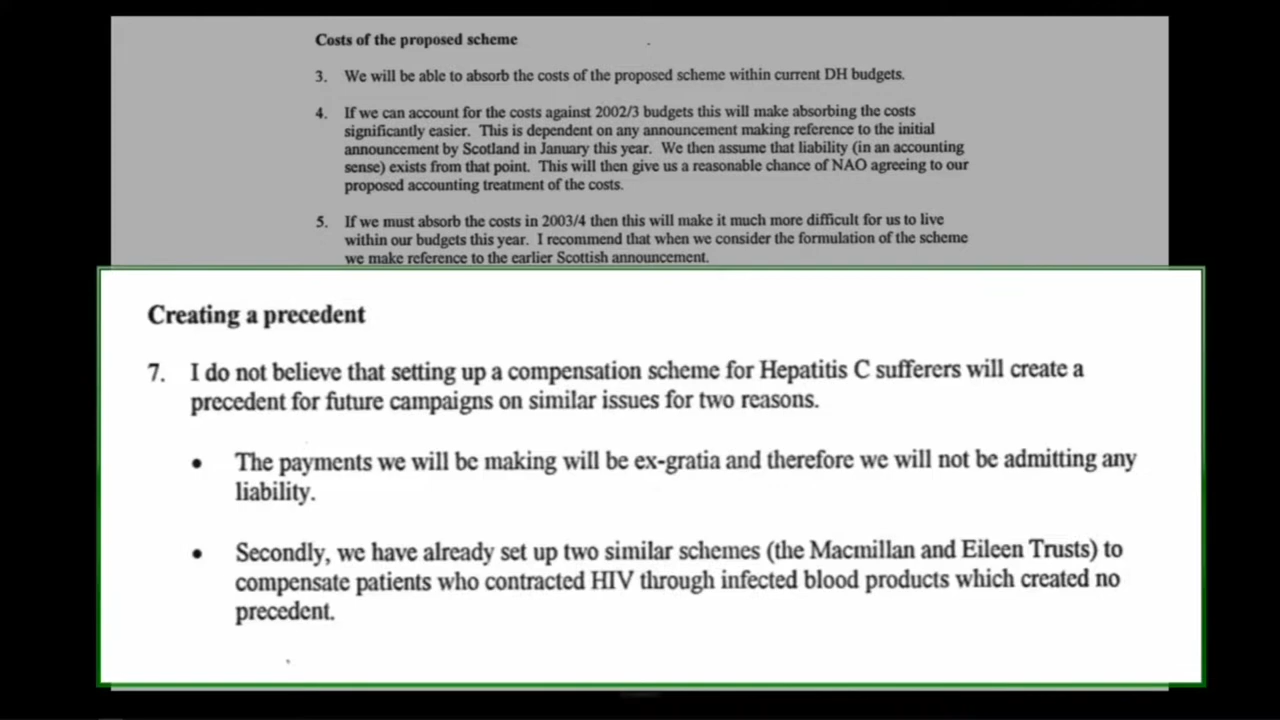 Costs of the proposed scheme
3. We will be able to absorb the costs of the proposed scheme within current DH budgets.
4. If we can account for the costs against 2002/3 budgets this will make absorbing the costs
significantly easier. This is dependent on any announcement making reference to the initial
announcement by Scotland in January this year. We then assume that liability (in an accounting
sense) exists from that point. This will then give us a reasonable chance of NAO agreeing to our
proposed accounting treatment of the costs.
5. If we must absorb the costs in 2003/4 then this will make it much more difficult for us to live
within our budgets this year. I recommend that when we consider the formulation of the scheme
we make reference to the earlier Scottish announcement.
Creating a precedent
7. I do not believe that setting up a compensation scheme for Hepatitis C sufferers will create a
precedent for future campaigns on similar issues for two reasons.
• The payments we will be making will be ex-gratia and therefore we will not be admitting any
liability.
• Secondly, we have already set up two similar schemes (the Macmillan and Eileen Trusts) to
compensate patients who contracted HIV through infected blood products which created no
precedent.